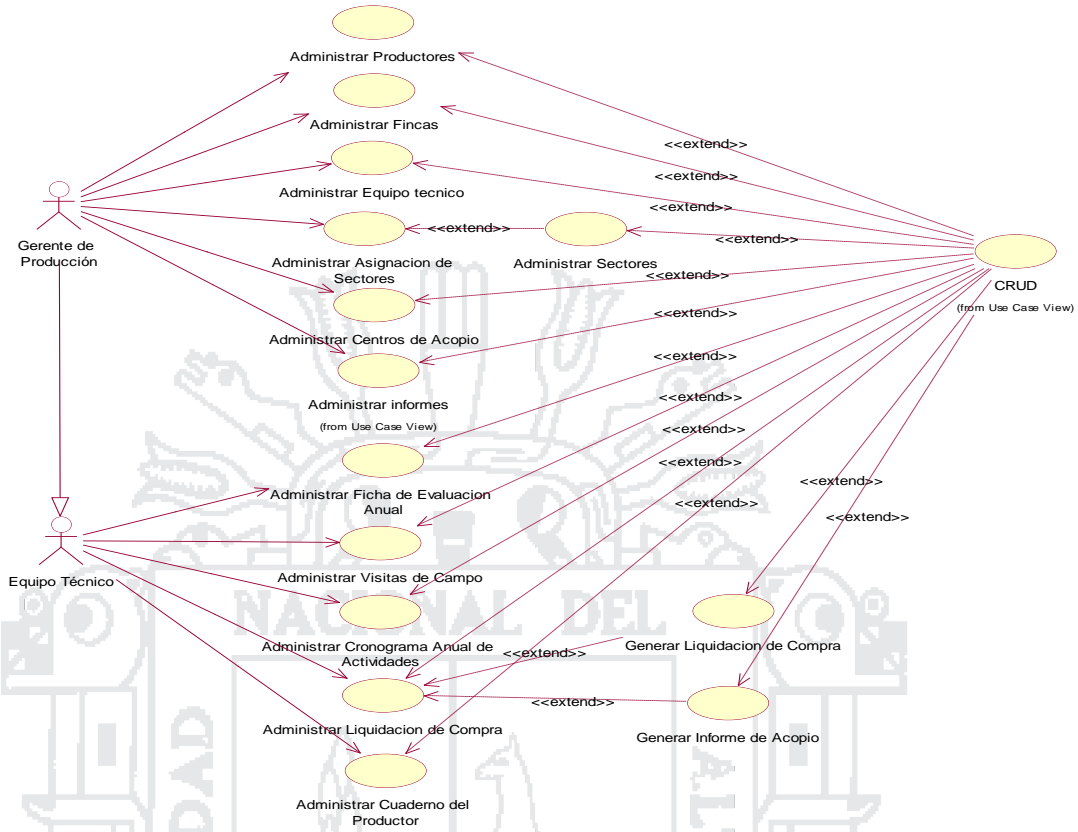 Administrar Productores
Administrar Fincas
<<extend>>
<<extend>>
Administrar Equipo tecnico
<<extend>>
<<extend>>
<<extend>>
Gerente de
Producción
Administrar Asignacion de
Sectores
Administrar Sectores
<<extend>>
CRUD
(from Use Case View)
<<extend>>
Administrar Centros de Acopio
<<extend>>
Administrar informes
(from Use Case View)
<<extend>>
<<extend>>
<<extend>>
<<extend>>
<<extend>>
<<extend>>
Administrar Ficha de Evaluacion
Anual
Equipo Técnico
Administrar Visitas de Campo
NACIONAL DEL
Administrar Cronograma Anual de
Actividades
<<extend>>
Generar Liquidacion de Compra
<<extend>>
Administrar Liquidacion de Compra
Generar Informe de Acopio
Administrar Cuaderno del
Productor
DAD